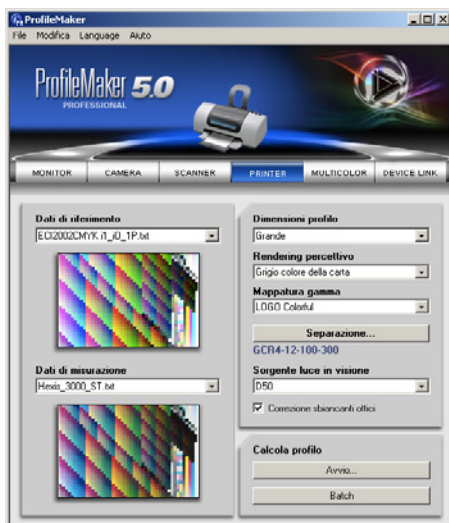 ProfileMaker
File Modifica Language Aiuto
ProfileMaker 5.0
PROFESSIONAL
MONITOR CAMERA SCANNER PRINTER MULTICOLOR DEVICE LINK
Dati di riferimento
ECI2002CMYK i1_iO_1P.txt
Dati di misurazione
Hexis_3000_ST.txt
Dimensioni profilo
Grande
Rendering percettivo
Grigio colore della carta
Mappatura gamma
LOGO Colorful
Separazione...
GCR4-12-100-300
Sorgente luce in visione
D50
Correzione sbiancanti ottici
Calcola profilo
Avvio...
Batch